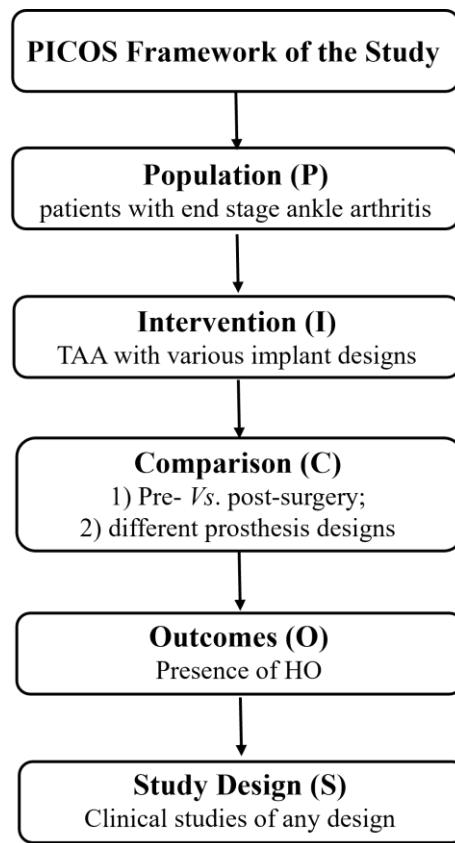 PICOS Framework of the Study
Population (P)
patients with end stage ankle arthritis
Intervention (I)
TAA with various implant designs
Comparison (C)
1) Pre- Vs. post-surgery;
2) different prosthesis designs
Outcomes (O)
Presence of HO
Study Design (S)
Clinical studies of any design